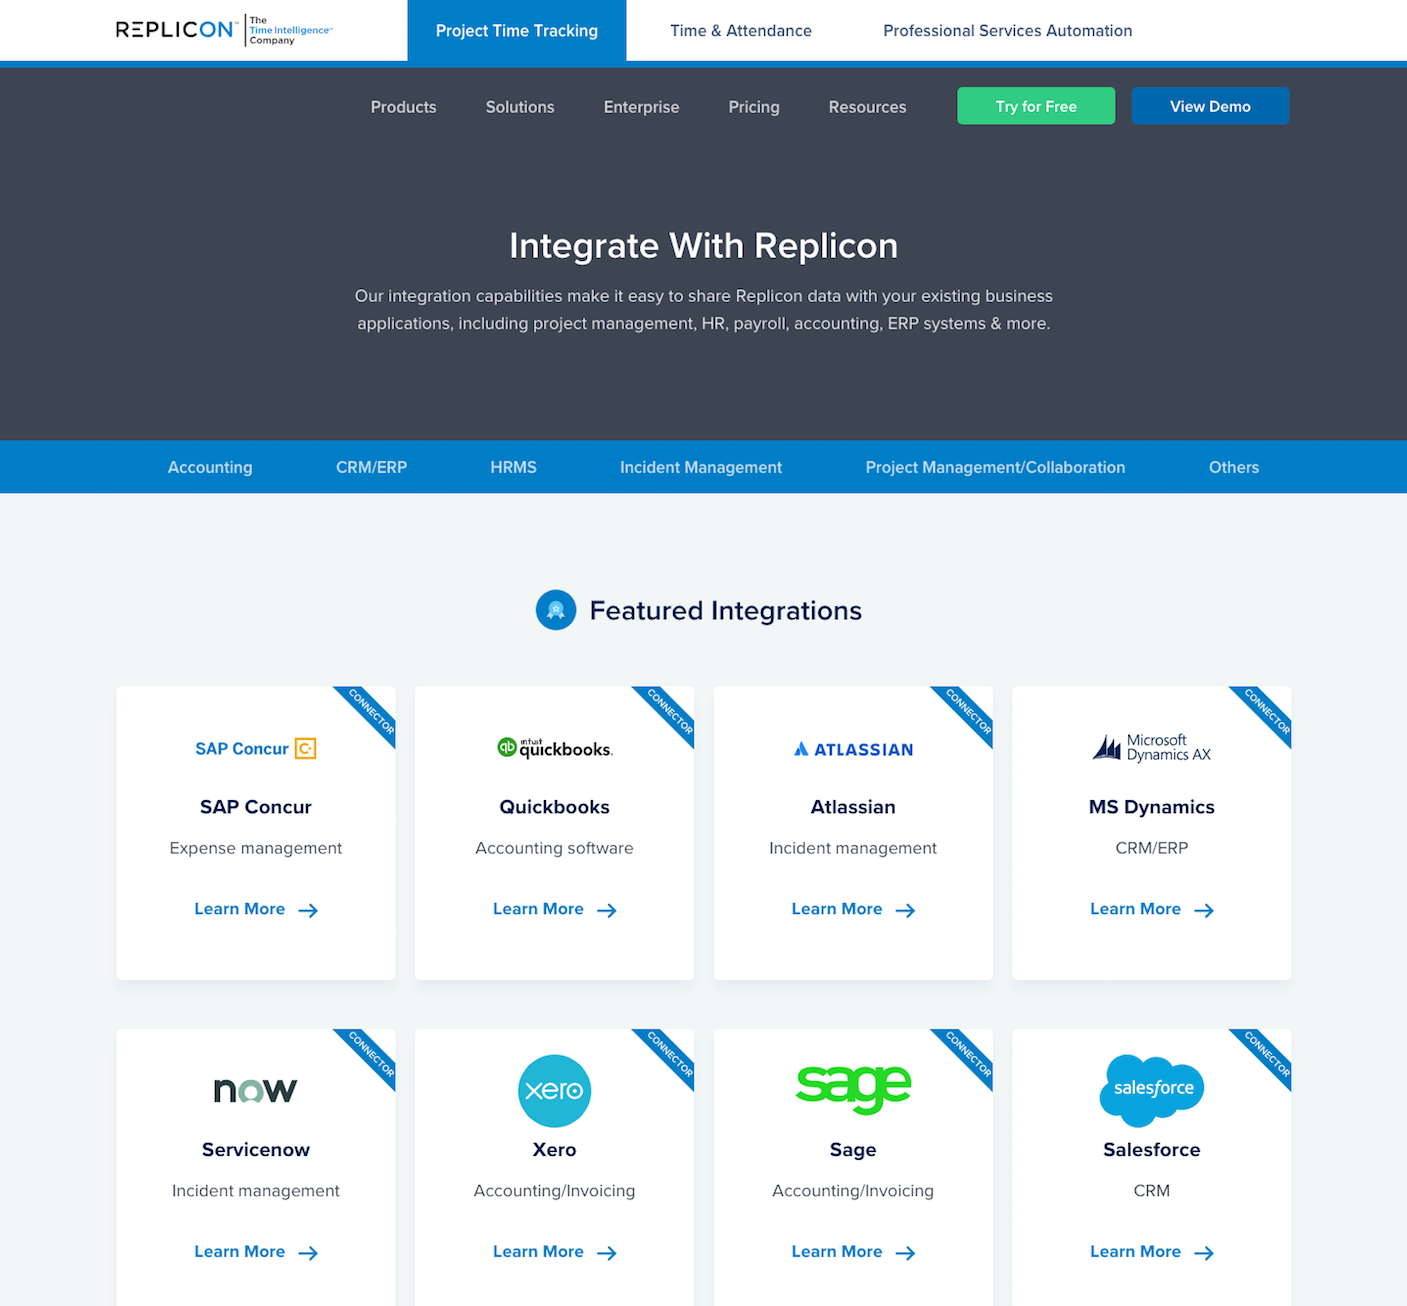 REPLICON™ The
Time Intelligence™
Company
Project Time Tracking
Time & Attendance
Professional Services Automation
Products
Solutions
Enterprise
Pricing
Resources
Try for Free
View Demo
Integrate With Replicon
Our integration capabilities make it easy to share Replicon data with your existing business
applications, including project management, HR, payroll, accounting, ERP systems & more.
Accounting
CRM/ERP
HRMS
Incident Management
Project Management/Collaboration
Others
Featured Integrations
CONNECTOR
SAP Concur C
SAP Concur
Expense management
Learn More
CONNECTOR
qb intuit
quickbooks.
Quickbooks
Accounting software
Learn More
CONNECTOR
ATLASSIAN
Atlassian
Incident management
Learn More
CONNECTOR
Microsoft
Dynamics AX
MS Dynamics
CRM/ERP
Learn More
CONNECTOR
now
Servicenow
Incident management
Learn More
CONNECTOR
xero
Xero
Accounting/Invoicing
Learn More
CONNECTOR
sage
Sage
Accounting/Invoicing
Learn More
CONNECTOR
salesforce
Salesforce
CRM
Learn More